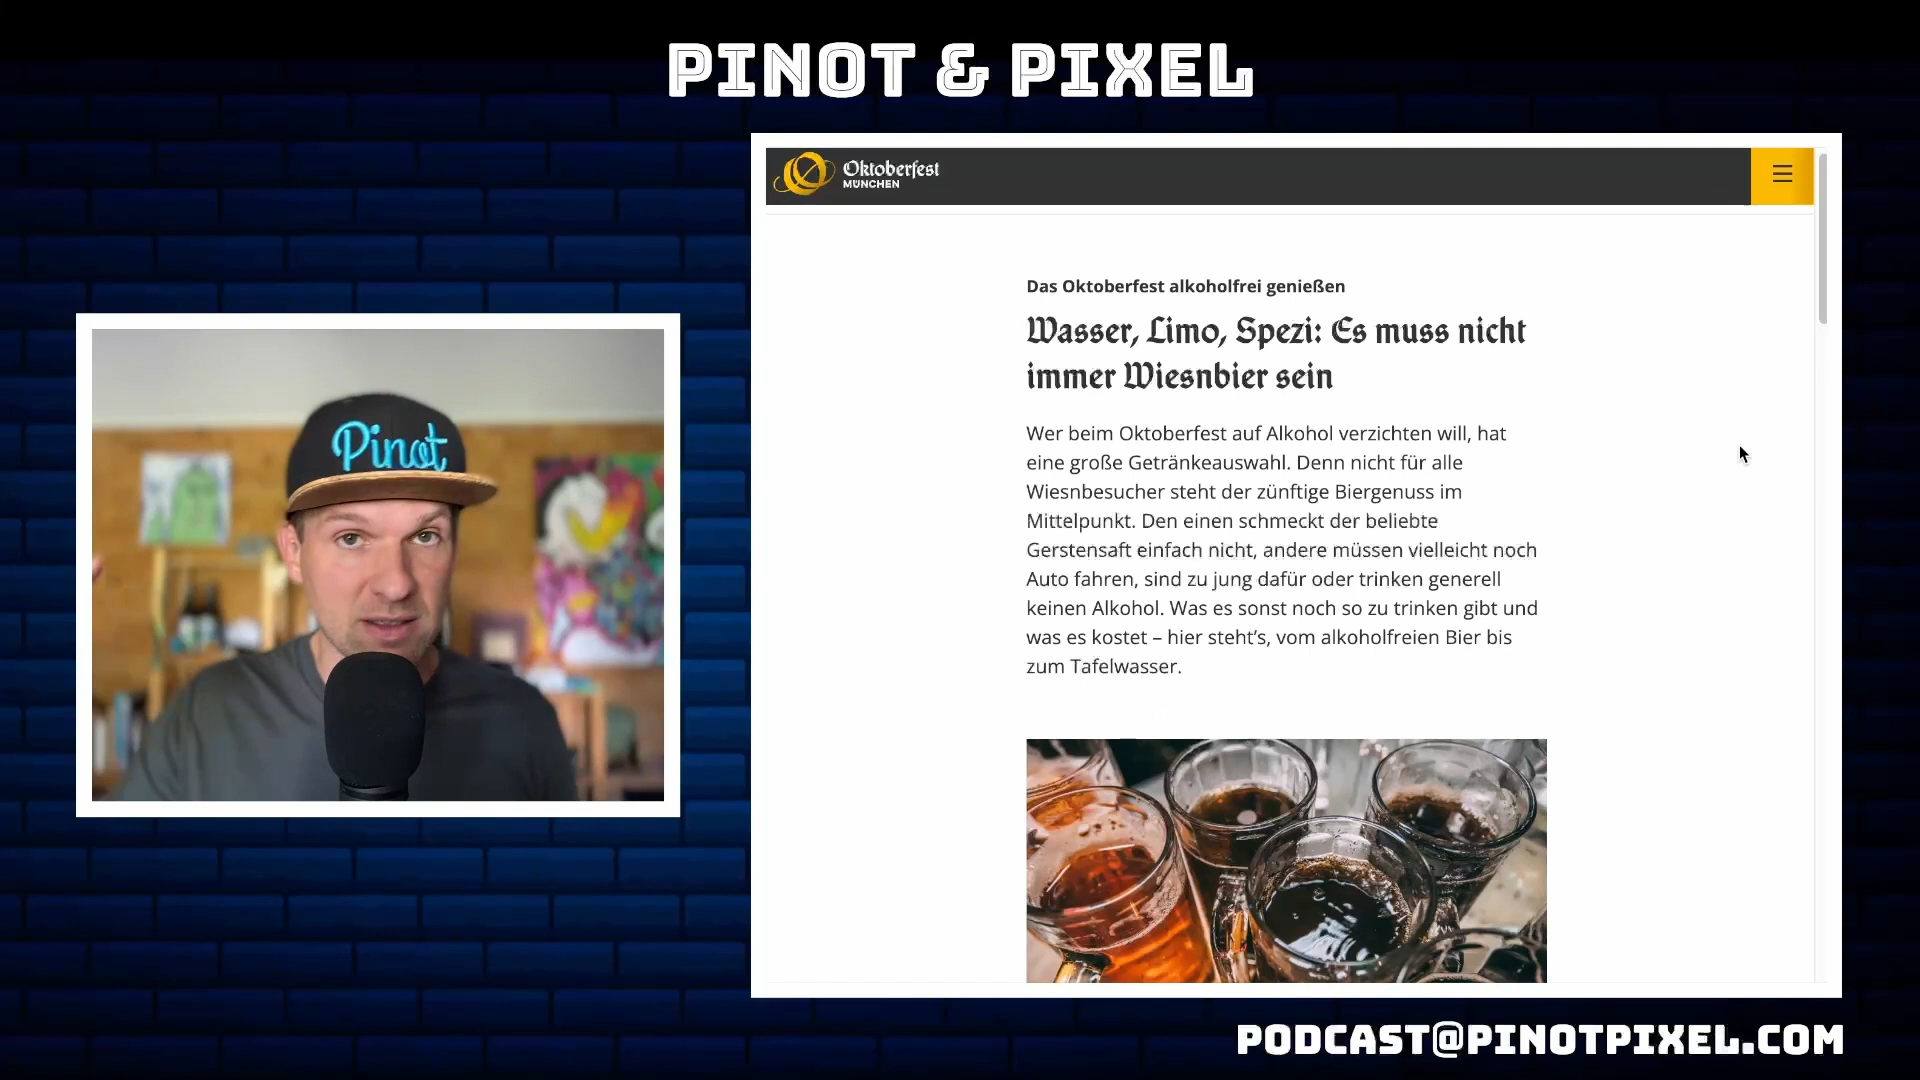 PINOT & PIXEL
Oktoberfest
MÜNCHEN
Das Oktoberfest alkoholfrei genießen
Wasser, Limo, Spezi: Es muss nicht
immer Wiesnbier sein
Wer beim Oktoberfest auf Alkohol verzichten will, hat
eine große Getränkeauswahl. Denn nicht für alle
Wiesnbesucher steht der zünftige Biergenuss im
Mittelpunkt. Den einen schmeckt der beliebte
Gerstensaft einfach nicht, andere müssen vielleicht noch
Auto fahren, sind zu jung dafür oder trinken generell
keinen Alkohol. Was es sonst noch so zu trinken gibt und
was es kostet – hier steht’s, vom alkoholfreien Bier bis
zum Tafelwasser.
Pinot
PODCAST@PINOTPIXEL.COM